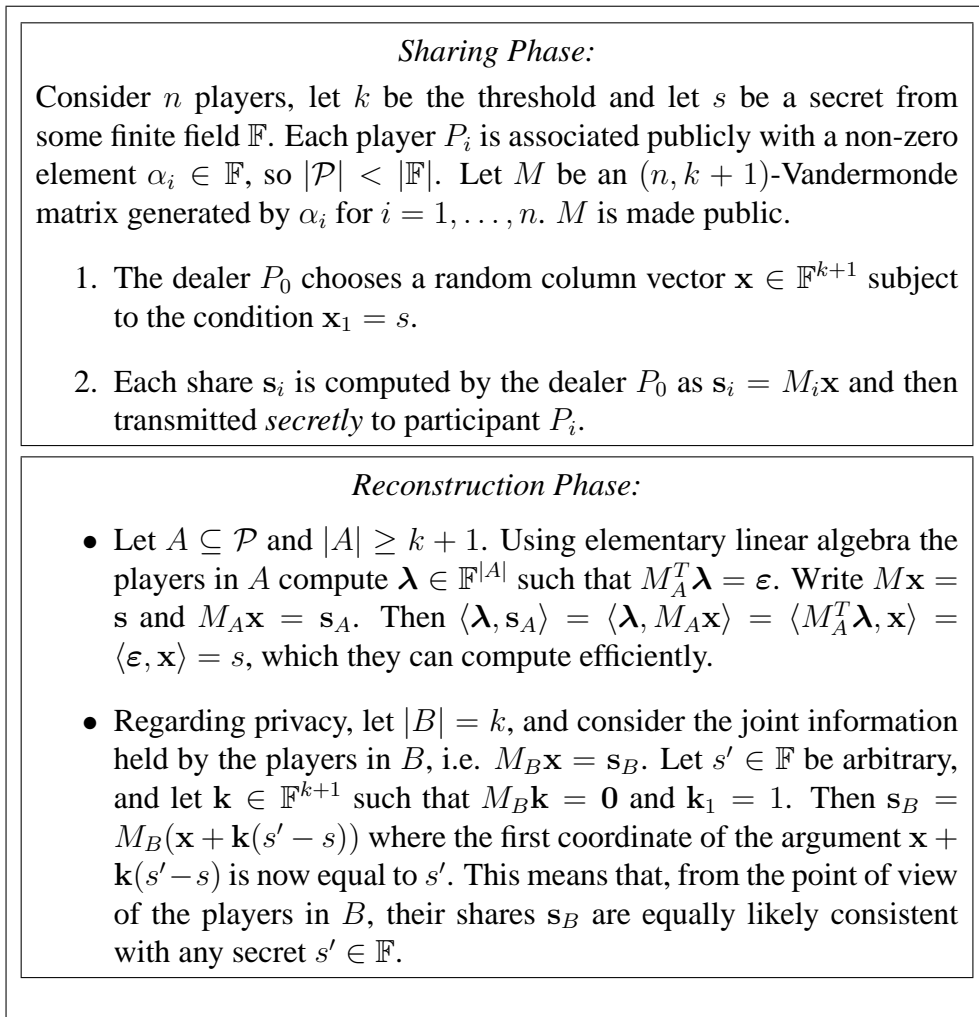 Sharing Phase:
Consider n players, let k be the threshold and let s be a secret from
some finite field 𝔽. Each player P_i is associated publicly with a non-zero
element α_i ∈ 𝔽, so |𝒫| < |𝔽|. Let M be an (n, k + 1)-Vandermonde
matrix generated by α_i for i = 1, . . . , n. M is made public.
1. The dealer P_0 chooses a random column vector 𝐱 ∈ 𝔽^{k+1} subject
to the condition 𝐱_1 = s.
2. Each share 𝐬_i is computed by the dealer P_0 as 𝐬_i = M_i𝐱 and then
transmitted secretly to participant P_i.
Reconstruction Phase:
• Let A ⊆ 𝒫 and |A| ≥ k + 1. Using elementary linear algebra the
players in A compute 𝛌 ∈ 𝔽^{|A|} such that M_A^T 𝛌 = 𝛆. Write M𝐱 =
𝐬 and M_A𝐱 = 𝐬_A. Then ⟨𝛌, 𝐬_A⟩ = ⟨𝛌, M_A𝐱⟩ = ⟨M_A^T 𝛌, 𝐱⟩ =
⟨𝛆, 𝐱⟩ = s, which they can compute efficiently.
• Regarding privacy, let |B| = k, and consider the joint information
held by the players in B, i.e. M_B𝐱 = 𝐬_B. Let s′ ∈ 𝔽 be arbitrary,
and let 𝐤 ∈ 𝔽^{k+1} such that M_B𝐤 = 𝟎 and 𝐤_1 = 1. Then 𝐬_B =
M_B(𝐱 + 𝐤(s′ − s)) where the first coordinate of the argument 𝐱 +
𝐤(s′−s) is now equal to s′. This means that, from the point of view
of the players in B, their shares 𝐬_B are equally likely consistent
with any secret s′ ∈ 𝔽.